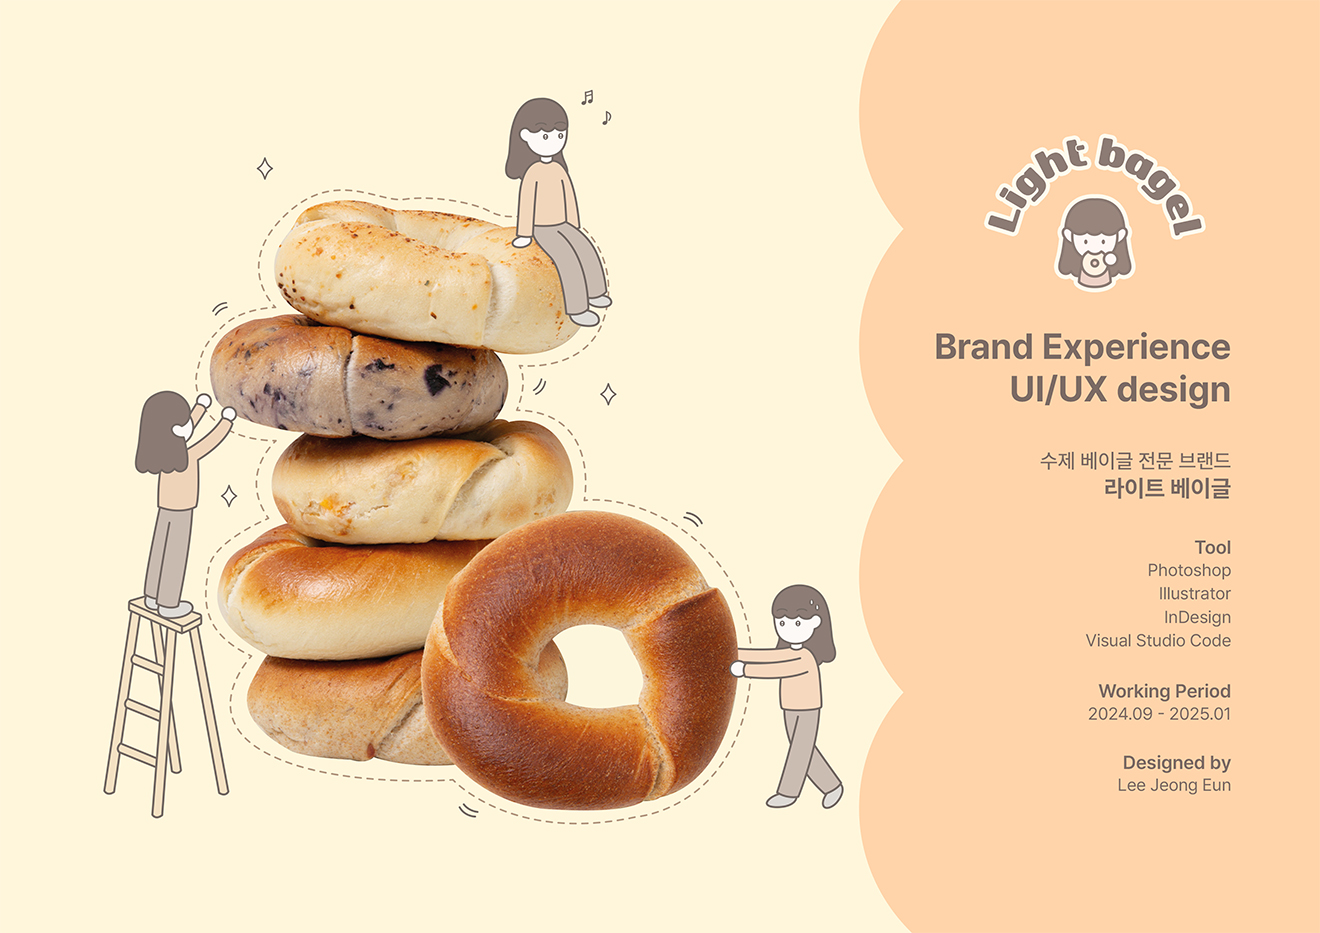 Light bagel
Brand Experience
UI/UX design
수제 베이글 전문 브랜드
라이트 베이글
Tool
Photoshop
Illustrator
InDesign
Visual Studio Code
Working Period
2024.09 - 2025.01
Designed by
Lee Jeong Eun